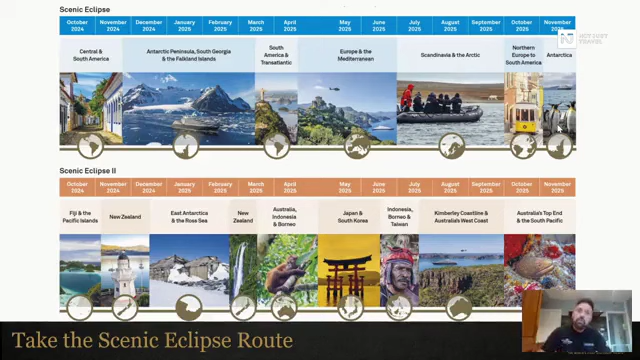 Scenic Eclipse
October November December January February March April May June July August September October November
2024 2024 2024 2025 2025 2025 2025 2025 2025 2025 2025 2025 2025 2025
Central & South America
Antarctic Peninsula, South Georgia & the Falkland Islands
South America & Transatlantic
Europe & the Mediterranean
Scandinavia & the Arctic
Northern Europe to South America
Antarctica
NOT JUST TRAVEL
Scenic Eclipse II
October November December January February March April May June July August September October November
2024 2024 2024 2025 2025 2025 2025 2025 2025 2025 2025 2025 2025 2025
Fiji & the Pacific Islands
New Zealand
East Antarctica & the Ross Sea
New Zealand
Australia, Indonesia & Borneo
Japan & South Korea
Indonesia, Borneo & Taiwan
Kimberley Coastline & Australia's West Coast
Australia's Top End & the South Pacific
Take the Scenic Eclipse Route